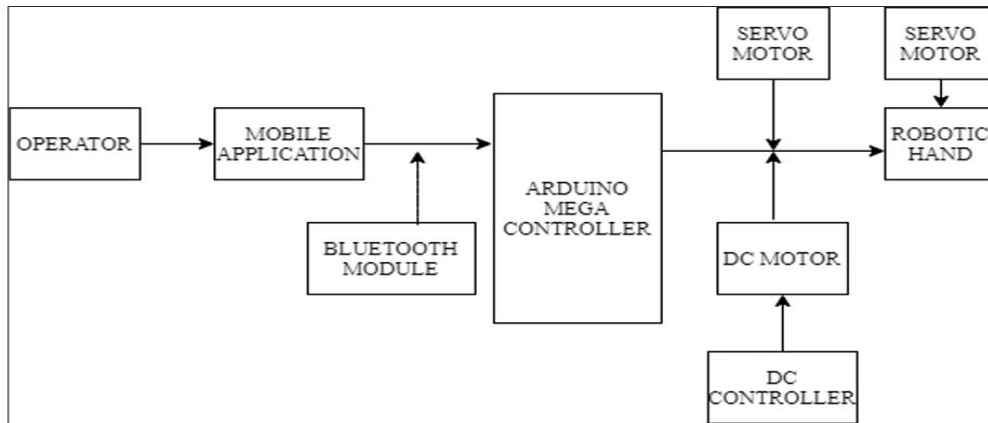 SERVO
MOTOR
SERVO
MOTOR
OPERATOR
MOBILE
APPLICATION
ROBOTIC
HAND
ARDUINO
MEGA
CONTROLLER
BLUETOOTH
MODULE
DC MOTOR
DC
CONTROLLER